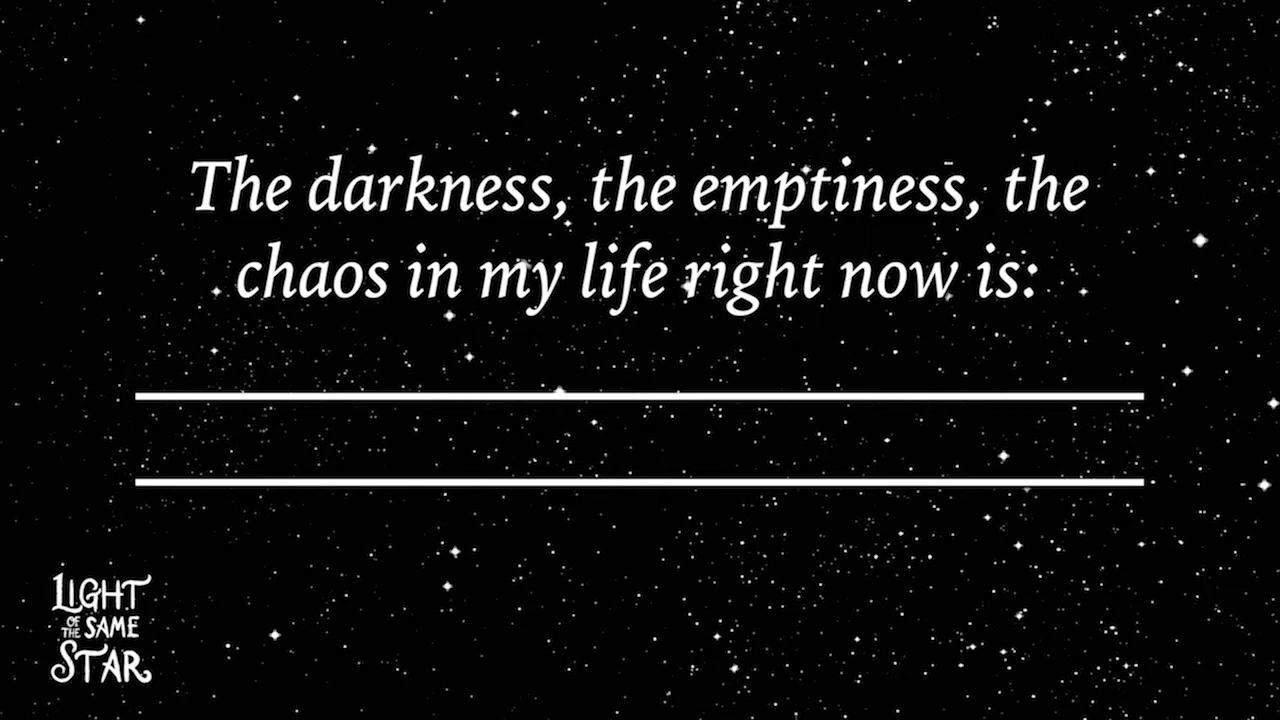 The darkness, the emptiness, the
chaos in my life right now is:
LIGHT
OF THE SAME
STAR